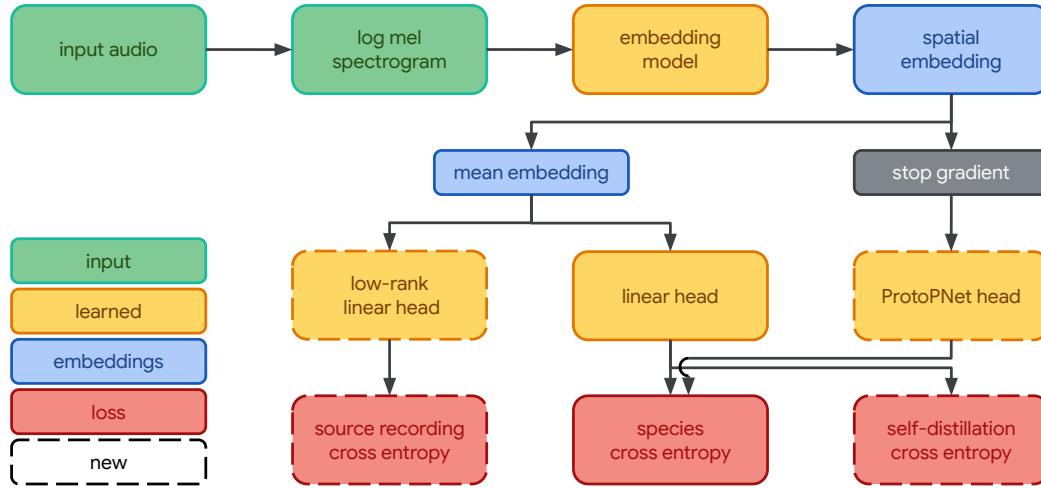 input audio
log mel
spectrogram
embedding
model
spatial
embedding
mean embedding
stop gradient
input
learned
embeddings
loss
new
low-rank
linear head
linear head
ProtoPNet head
source recording
cross entropy
species
cross entropy
self-distillation
cross entropy